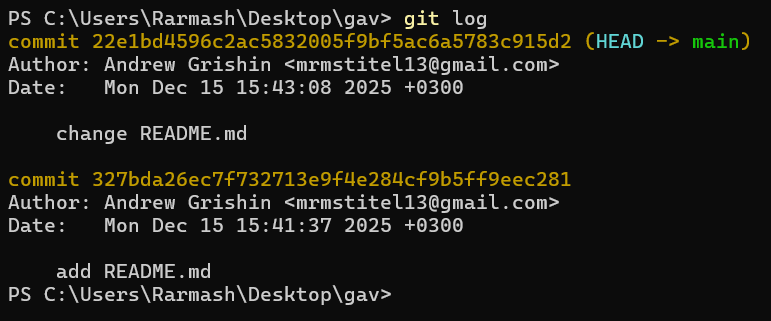 PS C:\Users\Rarmash\Desktop\gav> git log
commit 22e1bd4596c2ac5832005f9bf5ac6a5783c915d2 (HEAD -> main)
Author: Andrew Grishin <mrmstitel13@gmail.com>
Date:   Mon Dec 15 15:43:08 2025 +0300
change README.md
commit 327bda26ec7f732713e9f4e284cf9b5ff9eec281
Author: Andrew Grishin <mrmstitel13@gmail.com>
Date:   Mon Dec 15 15:41:37 2025 +0300
add README.md
PS C:\Users\Rarmash\Desktop\gav>